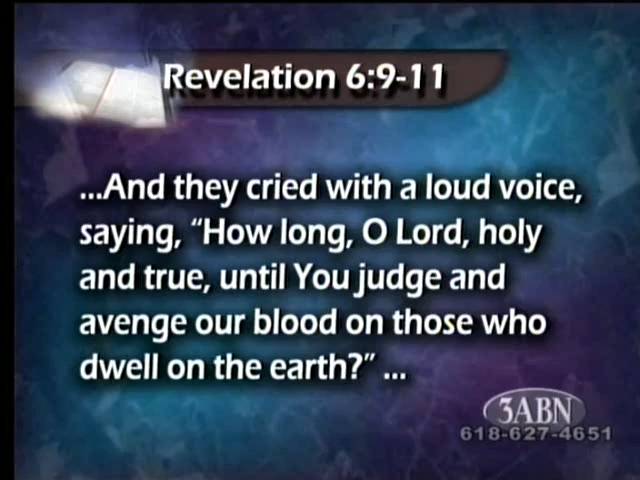 Revelation 6:9-11
...And they cried with a loud voice,
saying, “How long, O Lord, holy
and true, until You judge and
avenge our blood on those who
dwell on the earth?” ...
3ABN
618-627-4651